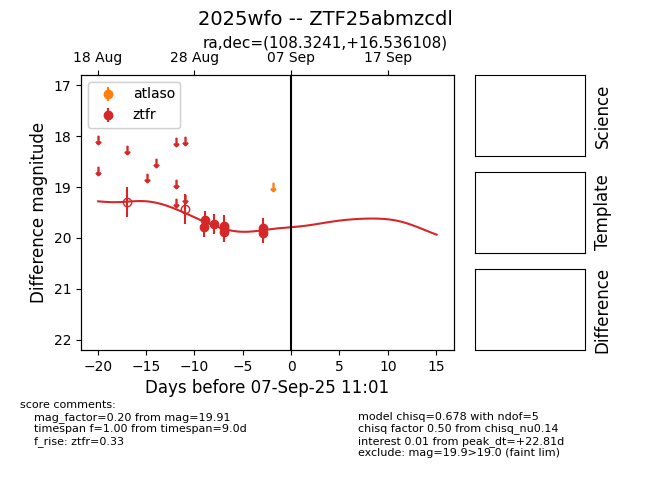 2025wfo -- ZTF25abmzcdl
ra,dec=(108.3241,+16.536108)
18 Aug 28 Aug 07 Sep 17 Sep
atlaso
ztfr
17
18
19
20
21
22
Difference magnitude
−20 −15 −10 −5 0 5 10 15
Days before 07-Sep-25 11:01
Science
Template
Difference
score comments:
mag_factor=0.20 from mag=19.91
timespan f=1.00 from timespan=9.0d
f_rise: ztfr=0.33
model chisq=0.678 with ndof=5
chisq factor 0.50 from chisq_nu0.14
interest 0.01 from peak_dt=+22.81d
exclude: mag=19.9>19.0 (faint lim)